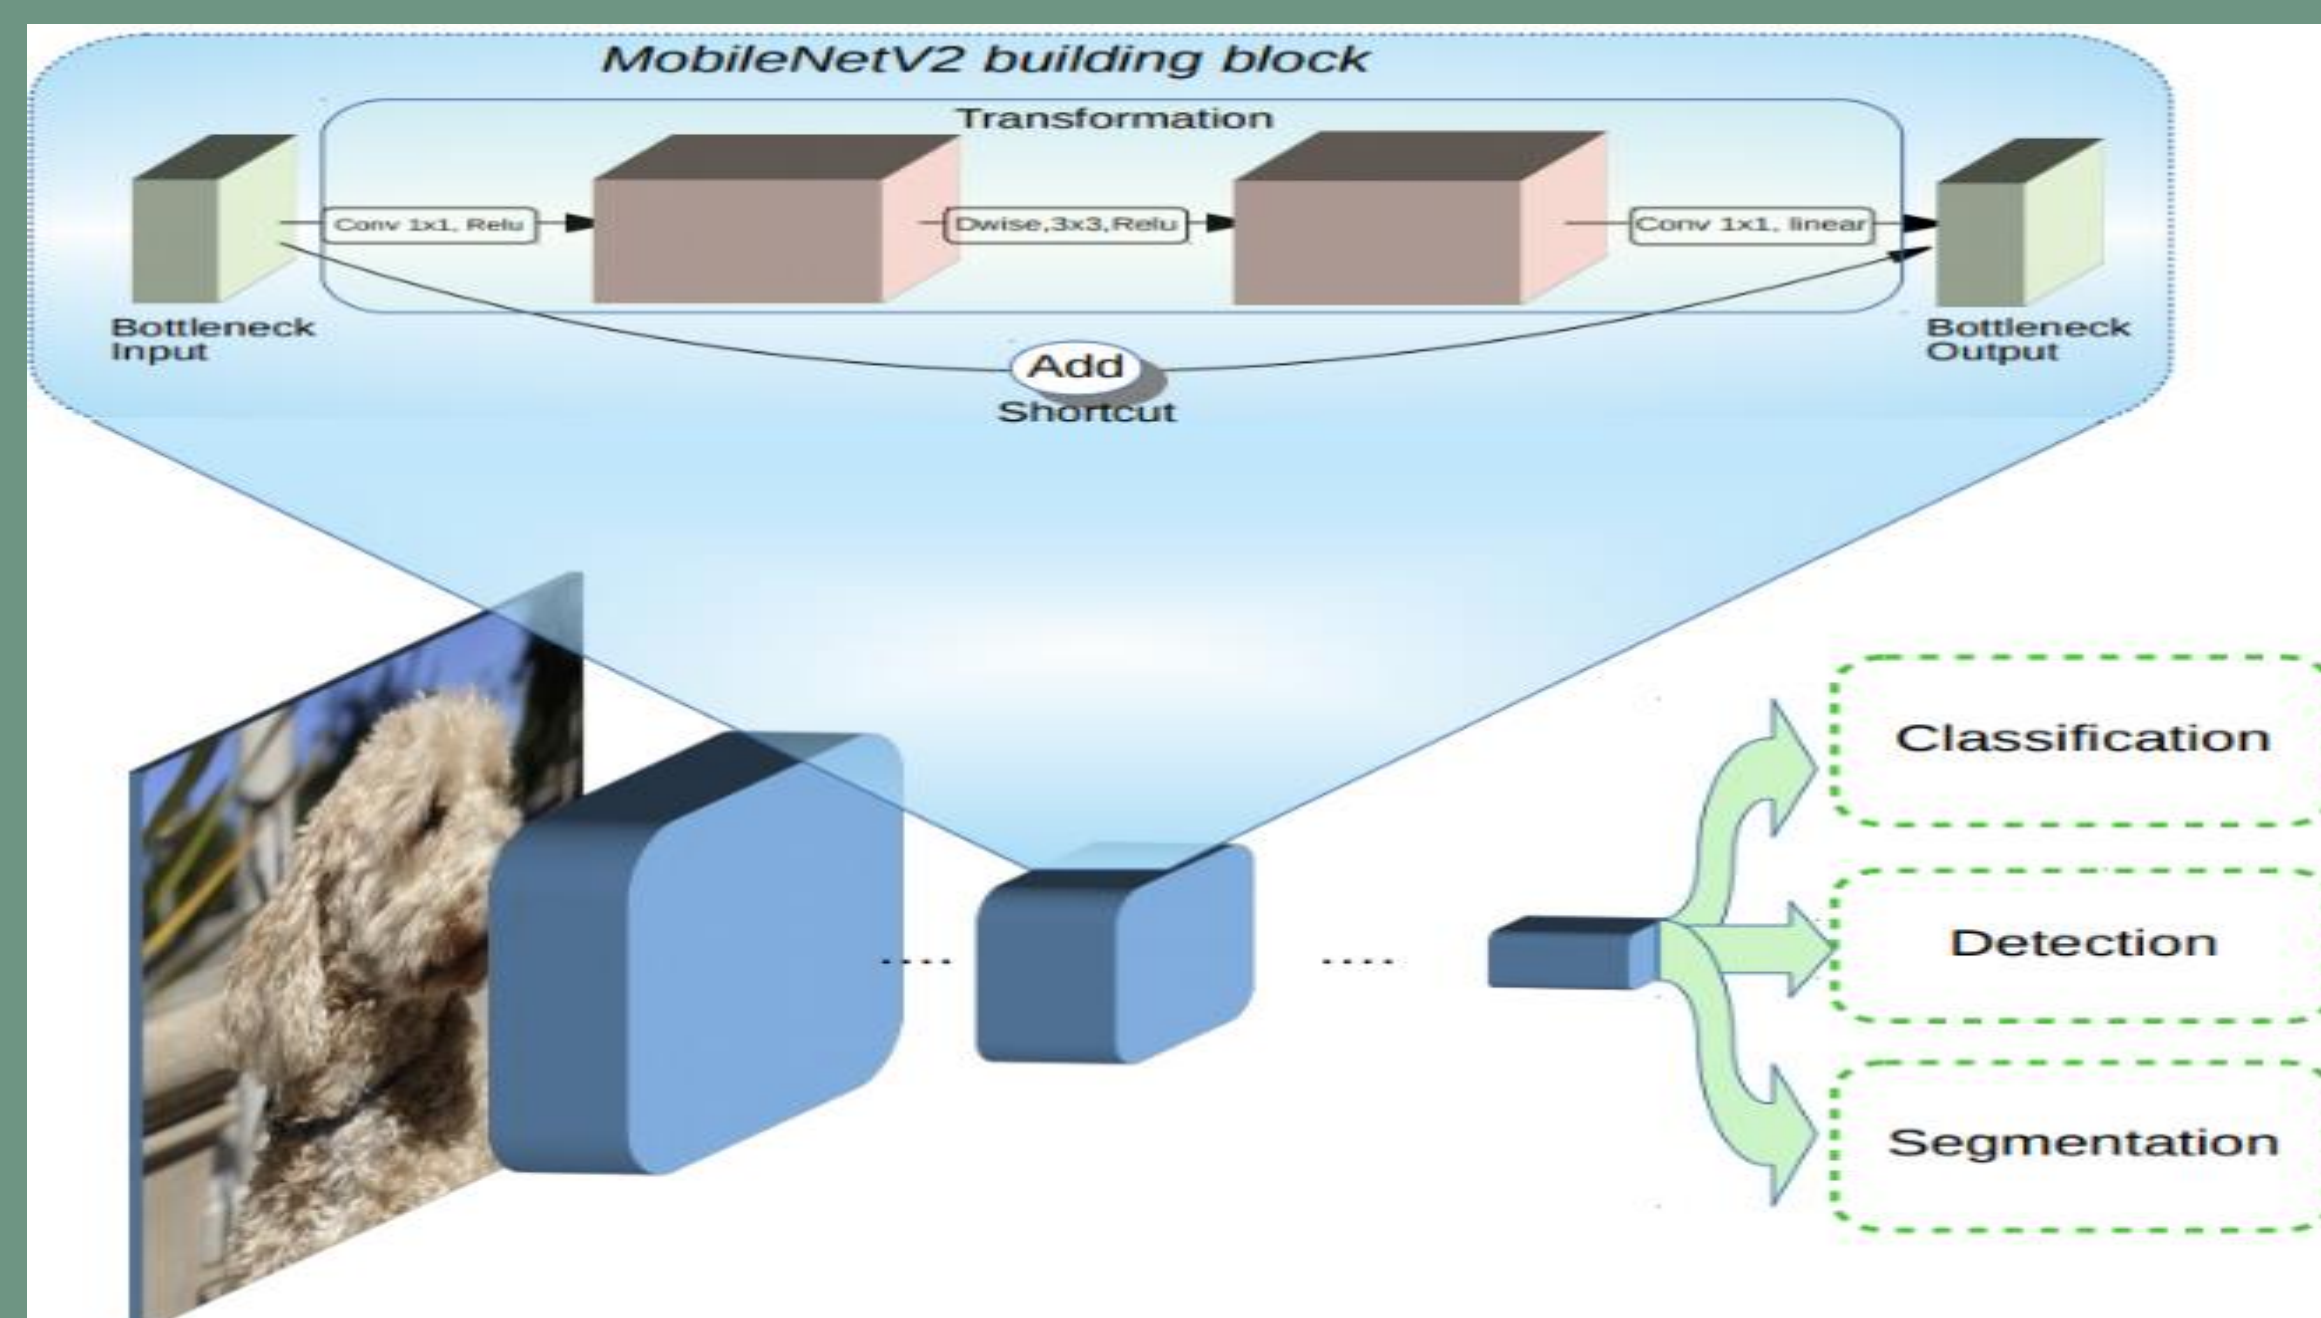 MobileNetV2 building block
Transformation
Conv 1x1, Relu
Dwise,3x3,Relu
Conv 1x1, linear
Bottleneck
Input
Bottleneck
Output
Add
Shortcut
Classification
Detection
Segmentation